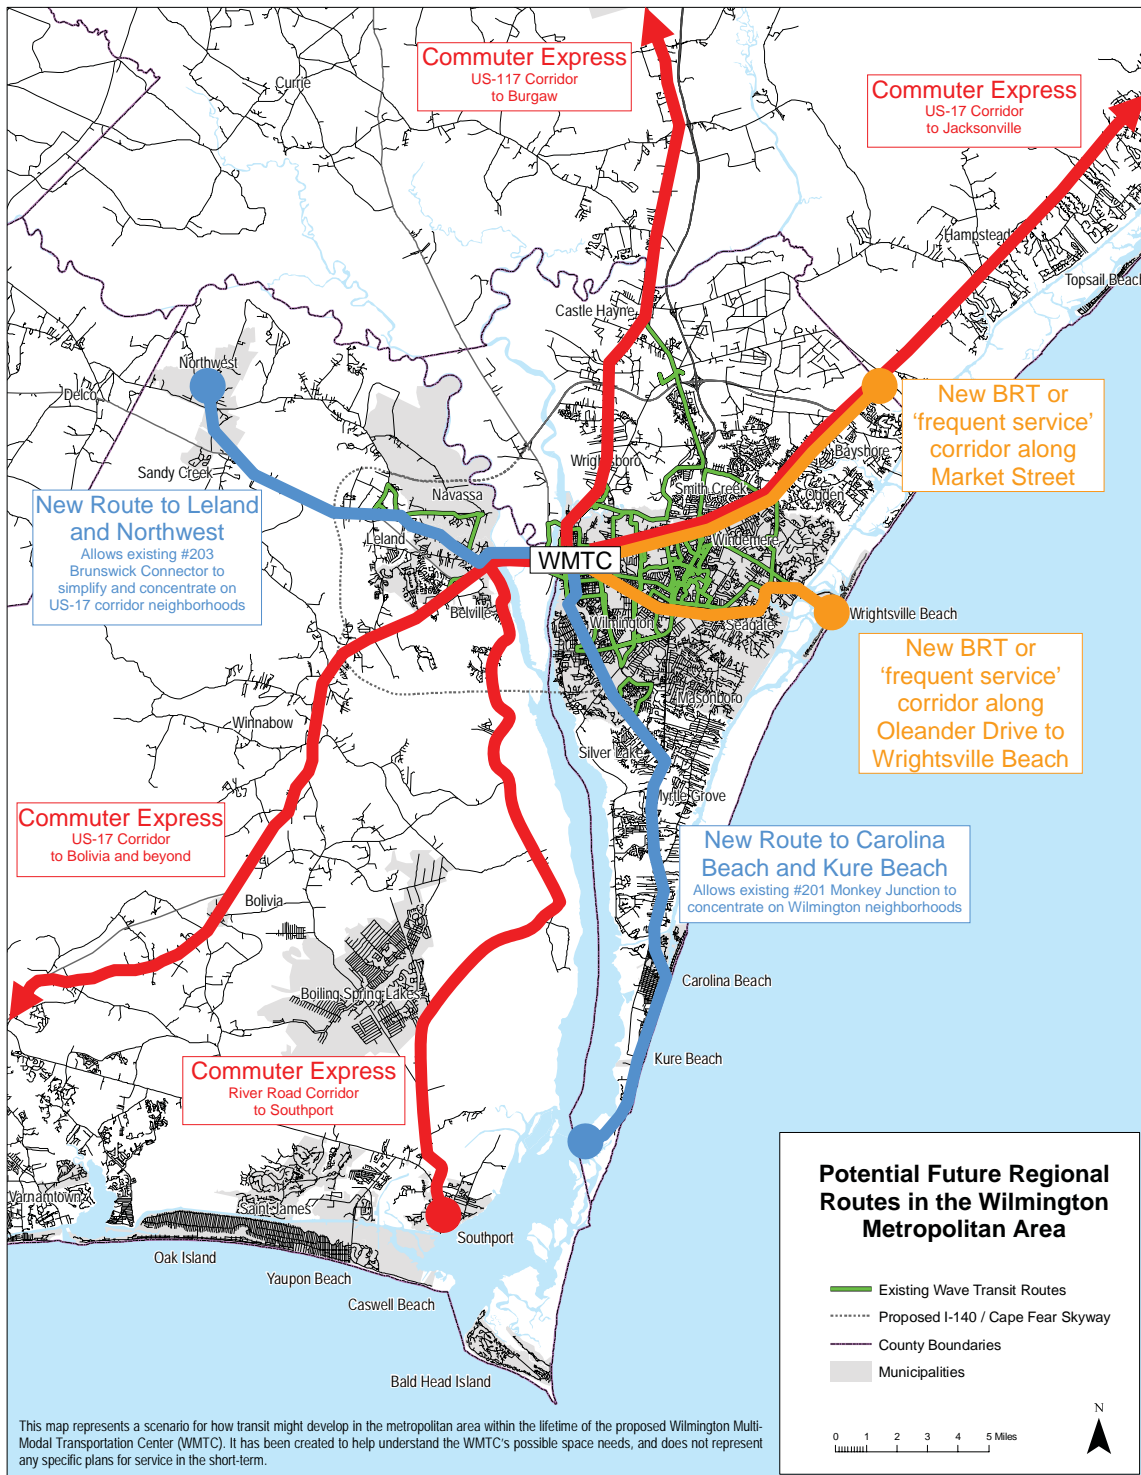 Commuter Express
US-117 Corridor
to Burgaw
Commuter Express
US-17 Corridor
to Jacksonville
Currie
Hampstead
Topsail Beach
Castle Hayne
Northwest
Delco
New BRT or
'frequent service'
corridor along
Market Street
Bayshore
Wrightsboro
Sandy Creek
Navassa
Smith Creek
Ogden
New Route to Leland
and Northwest
Allows existing #203
Brunswick Connector to
simplify and concentrate on
US-17 corridor neighborhoods
Leland
Windemere
WMTC
Belville
Wilmington
Seagate
Wrightsville Beach
New BRT or
'frequent service'
corridor along
Oleander Drive to
Wrightsville Beach
Masonboro
Winnabow
Silver Lake
Myrtle Grove
Commuter Express
US-17 Corridor
to Bolivia and beyond
New Route to Carolina
Beach and Kure Beach
Allows existing #201 Monkey Junction to
concentrate on Wilmington neighborhoods
Bolivia
Carolina Beach
Boiling Spring Lakes
Kure Beach
Commuter Express
River Road Corridor
to Southport
Varnamtown
Saint James
Southport
Oak Island
Yaupon Beach
Caswell Beach
Bald Head Island
Potential Future Regional
Routes in the Wilmington
Metropolitan Area
Existing Wave Transit Routes
Proposed I-140 / Cape Fear Skyway
County Boundaries
Municipalities
N
0 1 2 3 4 5 Miles
This map represents a scenario for how transit might develop in the metropolitan area within the lifetime of the proposed Wilmington Multi-
Modal Transportation Center (WMTC). It has been created to help understand the WMTC's possible space needs, and does not represent
any specific plans for service in the short-term.